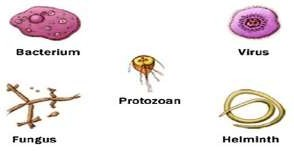 Bacterium
Virus
Protozoan
Fungus
Helminth